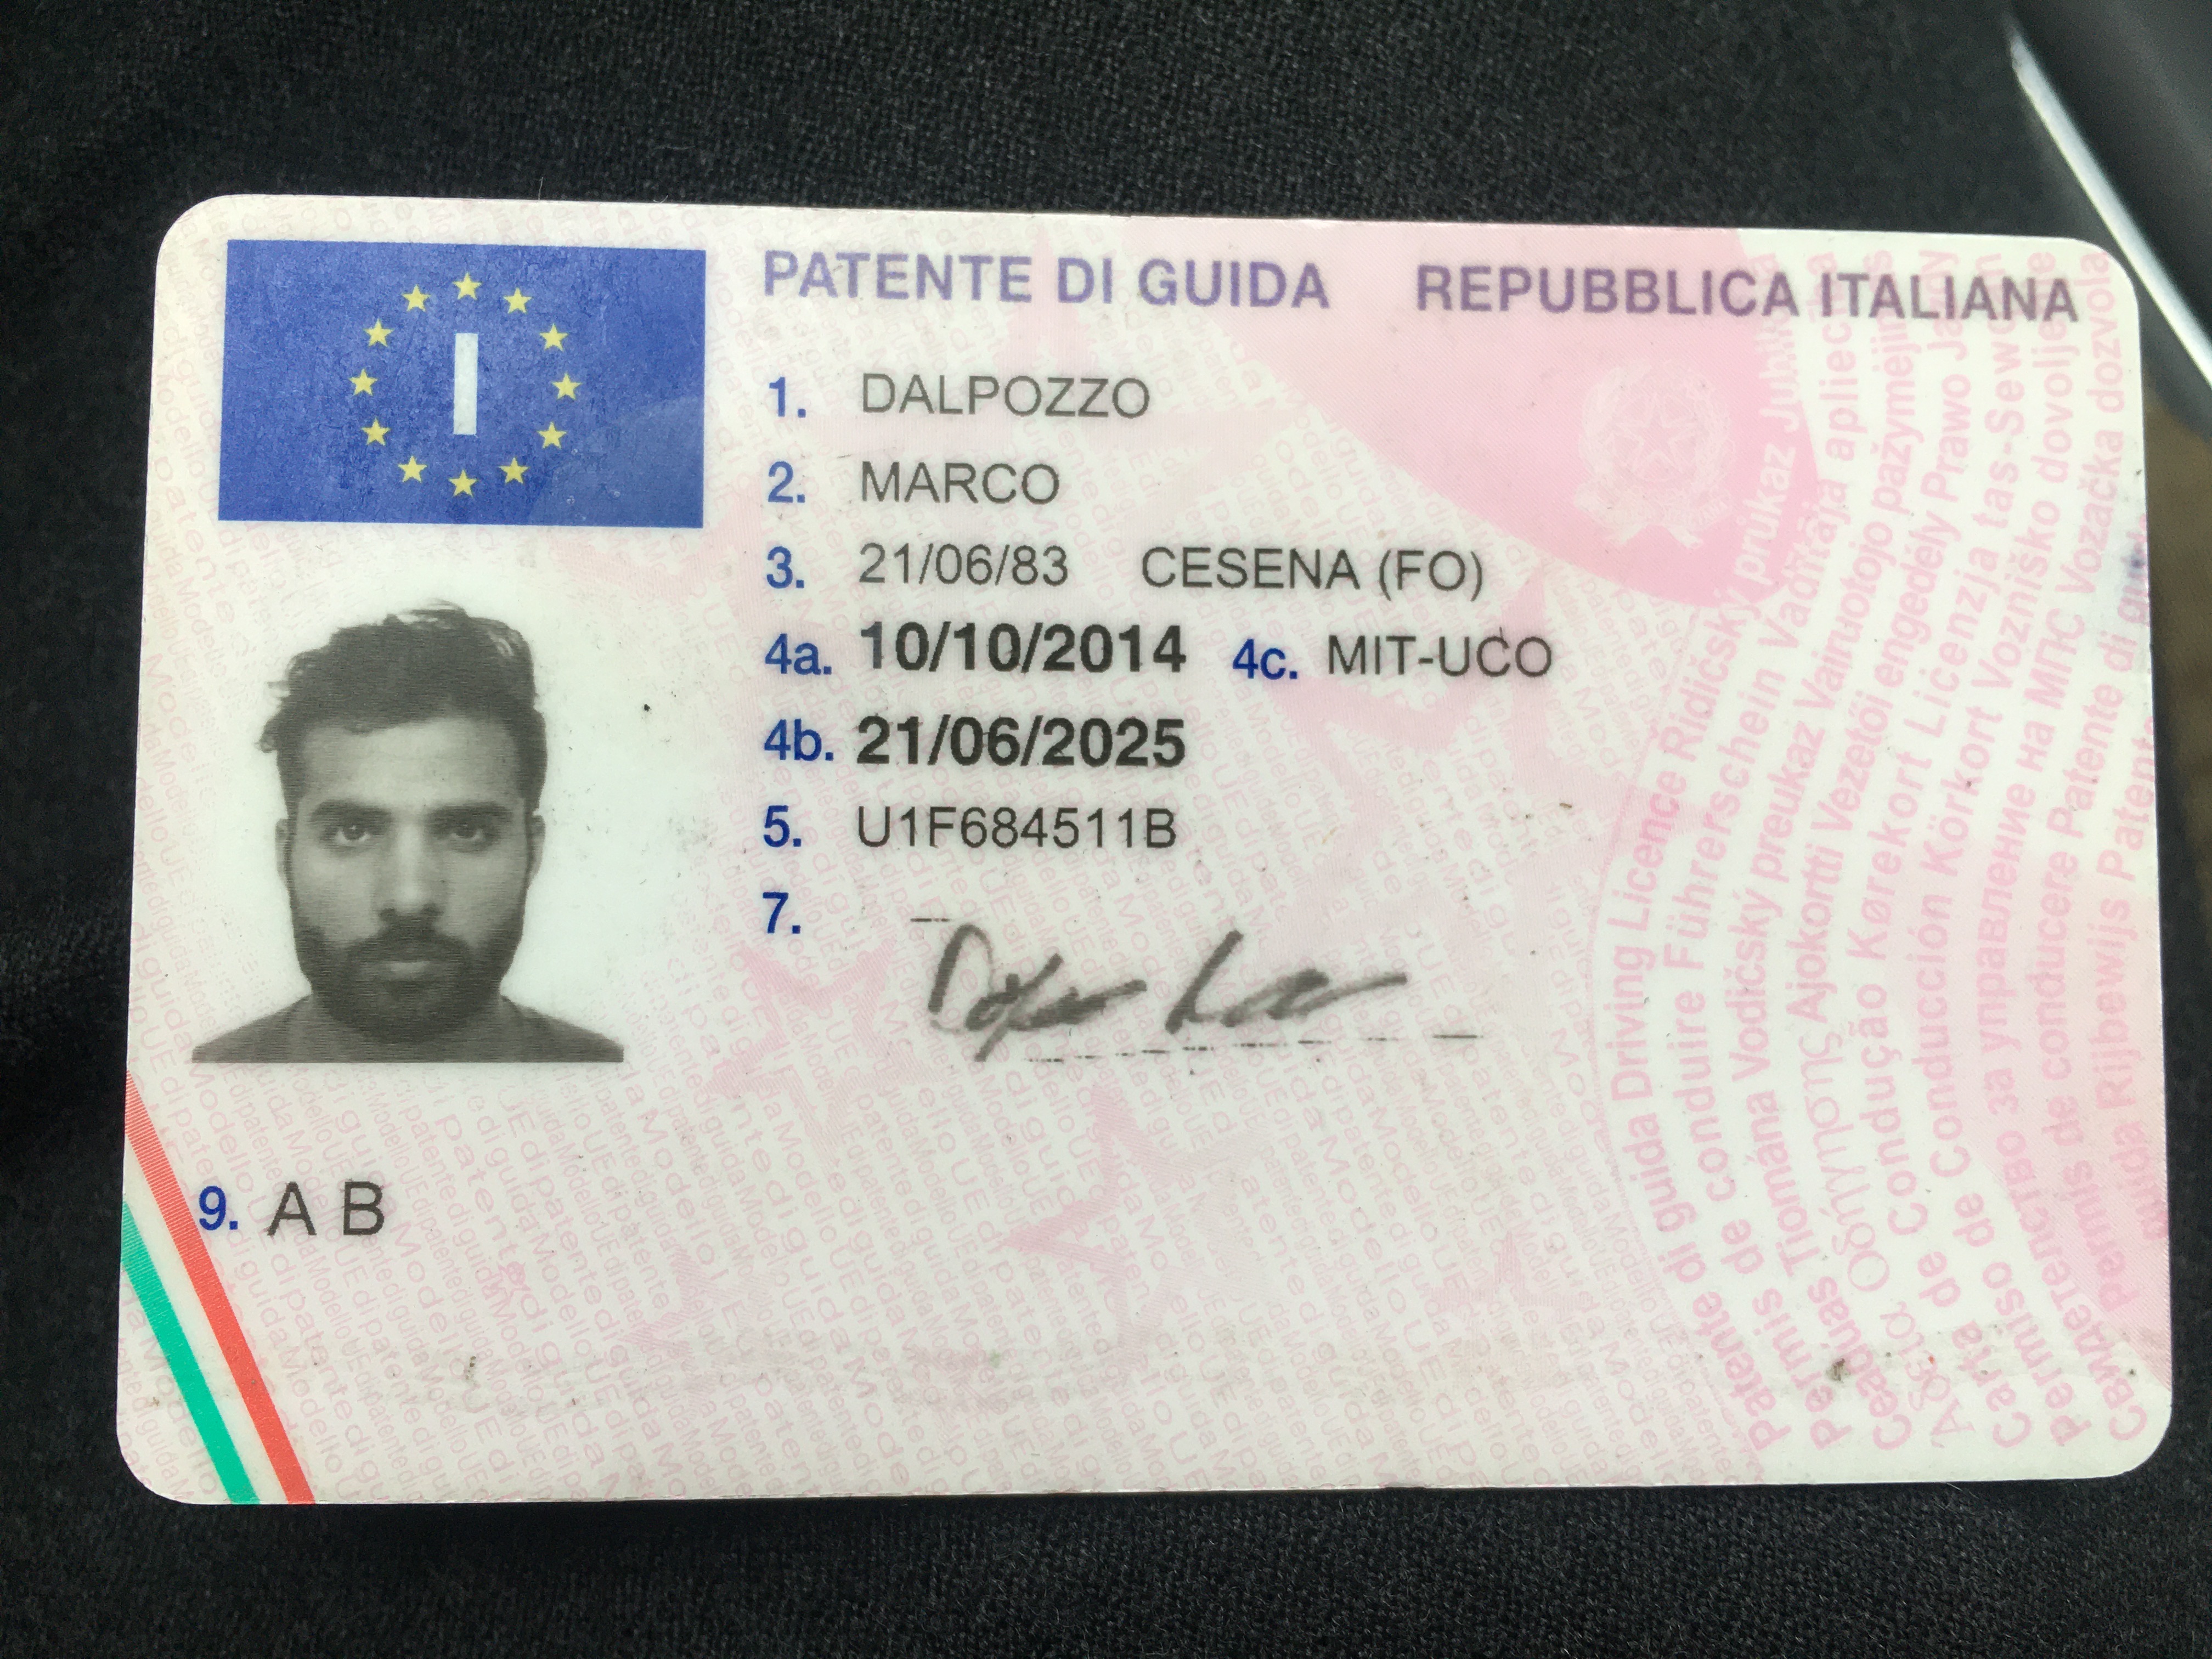 PATENTE DI GUIDA REPUBBLICA ITALIANA
I
1. DALPOZZO
2. MARCO
3. 21/06/83 CESENA (FO)
4a. 10/10/2014 4c. MIT-UCO
4b. 21/06/2025
5. U1F684511B
7.
9. A B
Patente di guida Driving Licence Řidičský průkaz
Permis de conduire Führerschein Vadītāja apliecība
Ceadúas Tiomána Vodičský preukaz Vairuotojo pažymėjimas
Άδεια Οδήγησης Ajokortti Vezetői engedély Prawo Jazdy
Carta de Condução Kørekort Liċenzja tas-Sewqan
Permiso de Conducción Körkort Vozniško dovoljenje
Свидетелство за управление на МПС Vozačka dozvola
Permis de conducere Patente di guida
guida Rijbewijs Patente